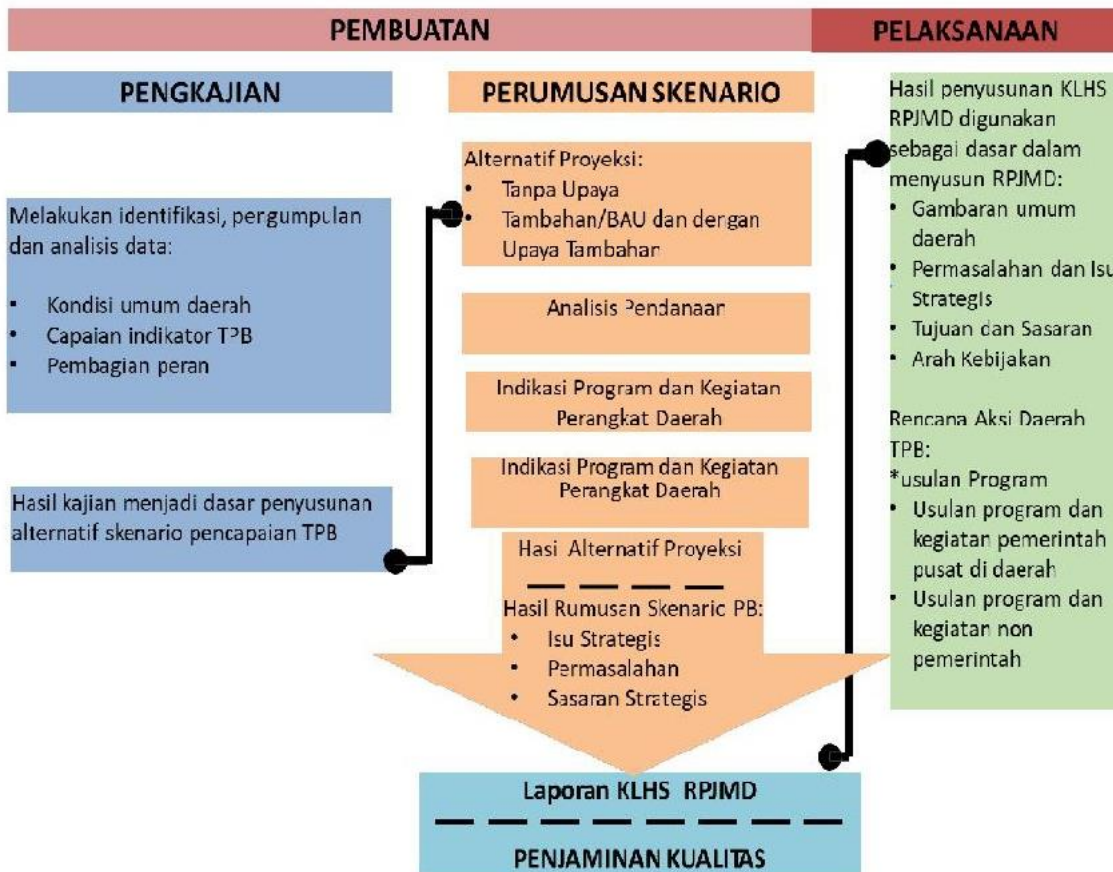 PEMBUATAN
PELAKSANAAN
PENGKAJIAN
Melakukan identifikasi, pengumpulan
dan analisis data:
• Kondisi umum daerah
• Capaian indikator TPB
• Pembagian peran
Hasil kajian menjadi dasar penyusunan
alternatif skenario pencapaian TPB
PERUMUSAN SKENARIO
Alternatif Proyeksi:
• Tanpa Upaya
• Tambahan/BAU dan dengan
Upaya Tambahan
Analisis Pendanaan
Indikasi Program dan Kegiatan
Perangkat Daerah
Indikasi Program dan Kegiatan
Perangkat Daerah
Hasi Alternatif Proyeksi
Hasil Rumusan Skenaric PB:
• Isu Strategis
• Permasalahan
• Sasaran Strategis
Laporan KLHS RPJMD
PENJAMINAN KUALITAS
Hasil penyusunan KLHS
RPJMD digunakan
sebagai dasar dalam
menyusun RPJMD:
• Gambaran umum
daerah
• Permasalahan dan Isu
Strategis
• Tujuan dan Sasaran
• Arah Kebijakan
Rencana Aksi Daerah
TPB:
*usulan Program
• Usulan program dan
kegiatan pemerintah
pusat di daerah
• Usulan program dan
kegiatan non
pemerintah